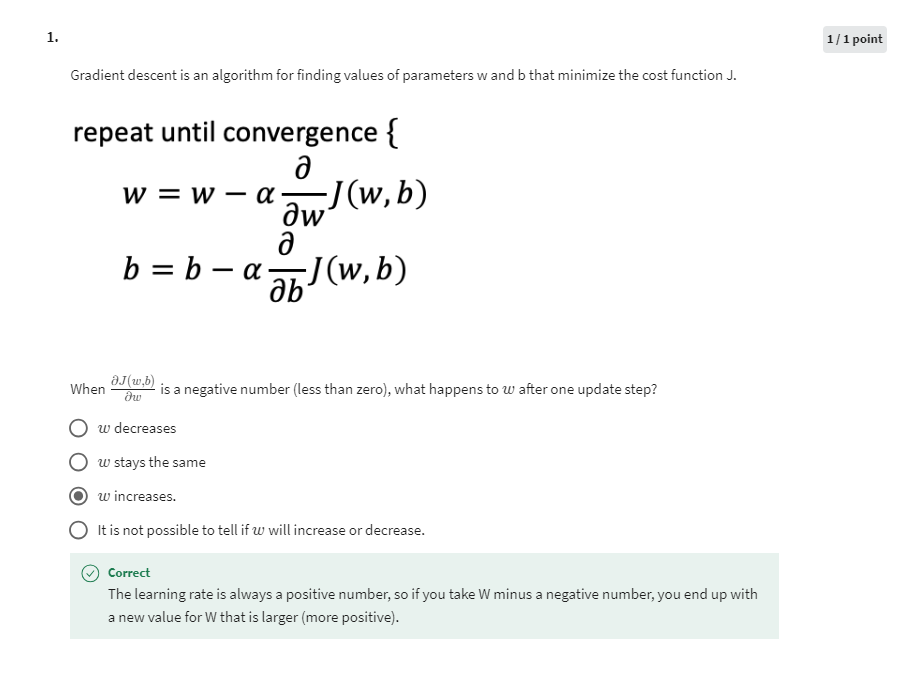 1.
1 / 1 point
Gradient descent is an algorithm for finding values of parameters w and b that minimize the cost function J.
repeat until convergence {
w = w − α ∂/∂w J(w, b)
b = b − α ∂/∂b J(w, b)
When ∂J(w,b)/∂w is a negative number (less than zero), what happens to w after one update step?
w decreases
w stays the same
w increases.
It is not possible to tell if w will increase or decrease.
Correct
The learning rate is always a positive number, so if you take W minus a negative number, you end up with
a new value for W that is larger (more positive).